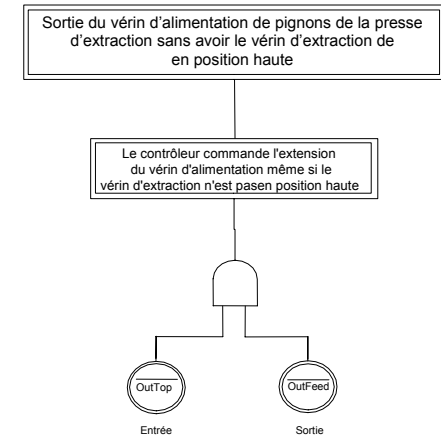 Sortie du vérin d'alimentation de pignons de la presse
d'extraction sans avoir le vérin d'extraction de
en position haute
Le contrôleur commande l'extension
du vérin d'alimentation même si le
vérin d'extraction n'est pasen position haute
OutTop
OutFeed
Entrée
Sortie